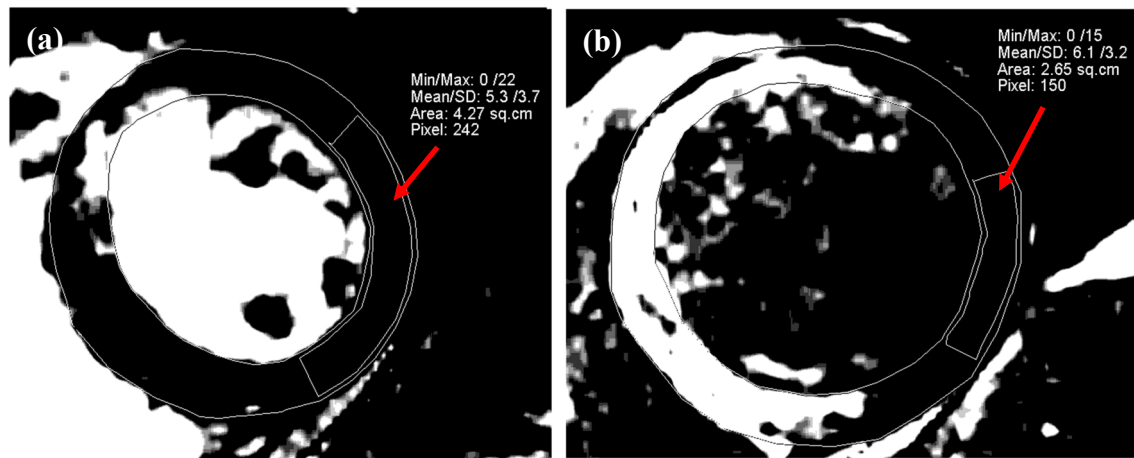 (a)
Min/Max: 0 /22
Mean/SD: 5.3 /3.7
Area: 4.27 sq.cm
Pixel: 242
(b)
Min/Max: 0 /15
Mean/SD: 6.1 /3.2
Area: 2.65 sq.cm
Pixel: 150